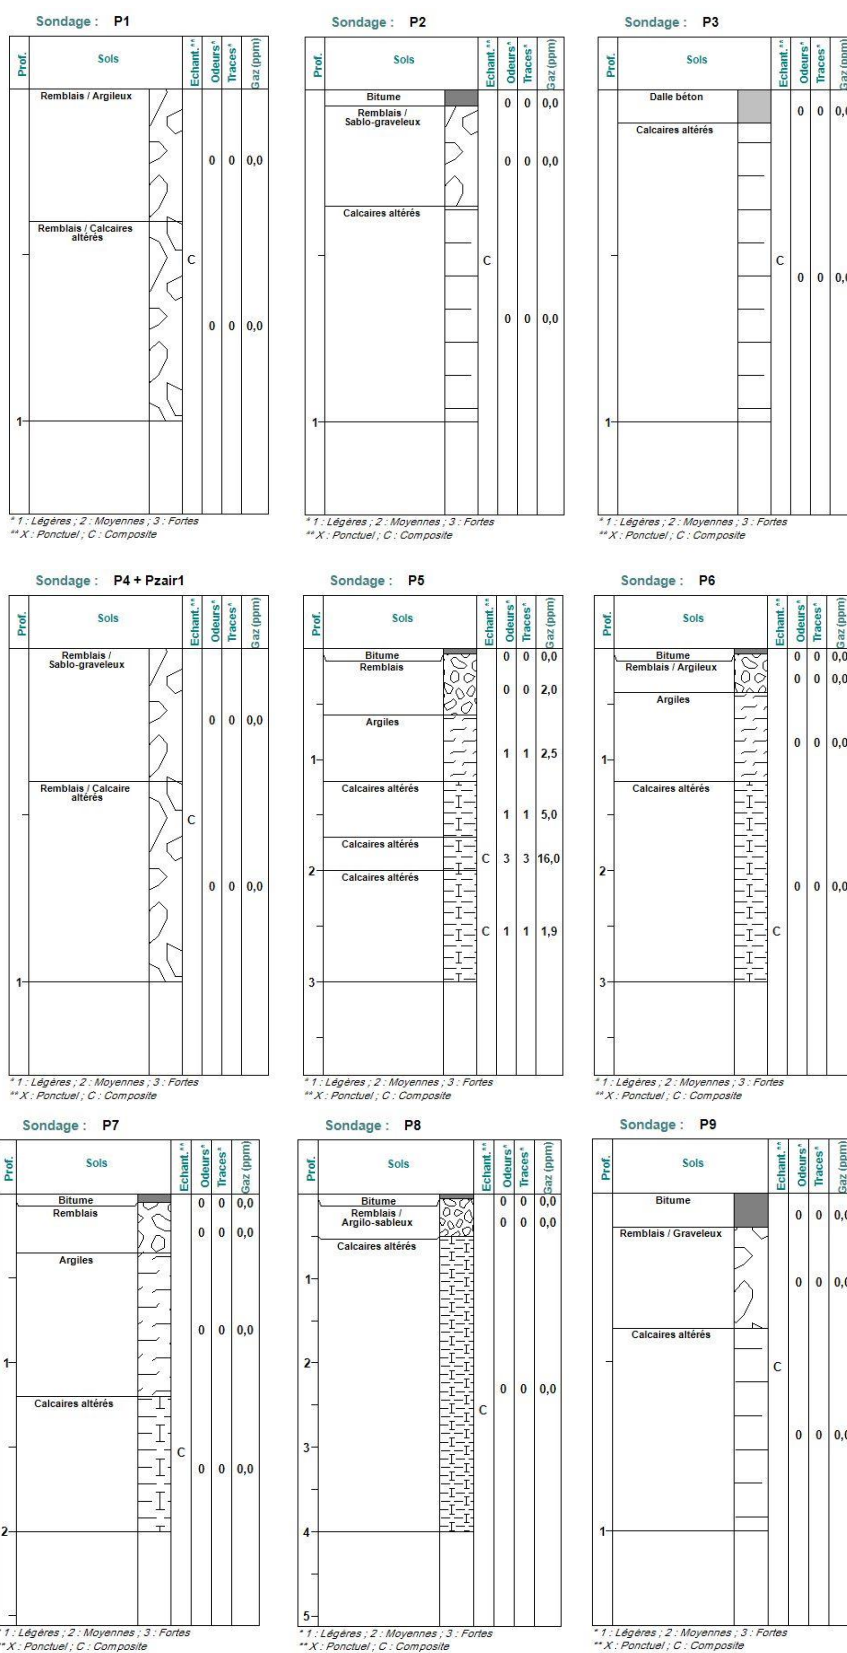 Sondage : P1
Prof.
Sols
Echant.**
Odeurs*
Traces*
Gaz (ppm)
Remblais / Argileux
0 0 0,0
Remblais / Calcaires
altérés
C
0 0 0,0
1
* 1 : Légères ; 2 : Moyennes ; 3 : Fortes
** X : Ponctuel ; C : Composite
Sondage : P2
Prof.
Sols
Echant.**
Odeurs*
Traces*
Gaz (ppm)
Bitume
0 0 0,0
Remblais /
Sablo-graveleux
0 0 0,0
Calcaires altérés
C
0 0 0,0
1
* 1 : Légères ; 2 : Moyennes ; 3 : Fortes
** X : Ponctuel ; C : Composite
Sondage : P3
Prof.
Sols
Echant.**
Odeurs*
Traces*
Gaz (ppm)
Dalle béton
0 0 0,0
Calcaires altérés
C
0 0 0,0
1
* 1 : Légères ; 2 : Moyennes ; 3 : Fortes
** X : Ponctuel ; C : Composite
Sondage : P4 + Pzair1
Prof.
Sols
Echant.**
Odeurs*
Traces*
Gaz (ppm)
Remblais /
Sablo-graveleux
0 0 0,0
Remblais / Calcaire
altérés
C
0 0 0,0
1
* 1 : Légères ; 2 : Moyennes ; 3 : Fortes
** X : Ponctuel ; C : Composite
Sondage : P5
Prof.
Sols
Echant.**
Odeurs*
Traces*
Gaz (ppm)
Bitume 0 0 0,0
Remblais
0 0 2,0
Argiles
1 1 1 2,5
Calcaires altérés
1 1 5,0
Calcaires altérés
C 3 3 16,0
2
Calcaires altérés
C 1 1 1,9
3
* 1 : Légères ; 2 : Moyennes ; 3 : Fortes
** X : Ponctuel ; C : Composite
Sondage : P6
Prof.
Sols
Echant.**
Odeurs*
Traces*
Gaz (ppm)
Bitume 0 0 0,0
Remblais / Argileux
0 0 0,0
Argiles
0 0 0,0
1
Calcaires altérés
2
0 0 0,0
C
3
* 1 : Légères ; 2 : Moyennes ; 3 : Fortes
** X : Ponctuel ; C : Composite
Sondage : P7
Prof.
Sols
Echant.**
Odeurs*
Traces*
Gaz (ppm)
Bitume 0 0 0,0
Remblais
0 0 0,0
Argiles
0 0 0,0
1
Calcaires altérés
C
0 0 0,0
2
* 1 : Légères ; 2 : Moyennes ; 3 : Fortes
** X : Ponctuel ; C : Composite
Sondage : P8
Prof.
Sols
Echant.**
Odeurs*
Traces*
Gaz (ppm)
Bitume 0 0 0,0
Remblais /
Argilo-sableux
0 0 0,0
Calcaires altérés
1
2
0 0 0,0
C
3
4
5
* 1 : Légères ; 2 : Moyennes ; 3 : Fortes
** X : Ponctuel ; C : Composite
Sondage : P9
Prof.
Sols
Echant.**
Odeurs*
Traces*
Gaz (ppm)
Bitume
0 0 0,0
Remblais / Graveleux
0 0 0,0
Calcaires altérés
C
0 0 0,0
1
* 1 : Légères ; 2 : Moyennes ; 3 : Fortes
** X : Ponctuel ; C : Composite